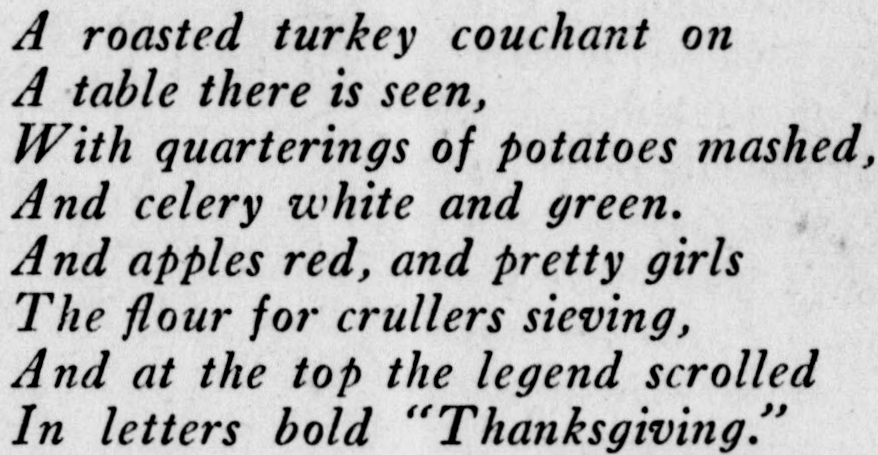 A roasted turkey couchant on
A table there is seen,
With quarterings of potatoes mashed,
And celery white and green.
And apples red, and pretty girls
The flour for crullers sieving,
And at the top the legend scrolled
In letters bold “Thanksgiving.”